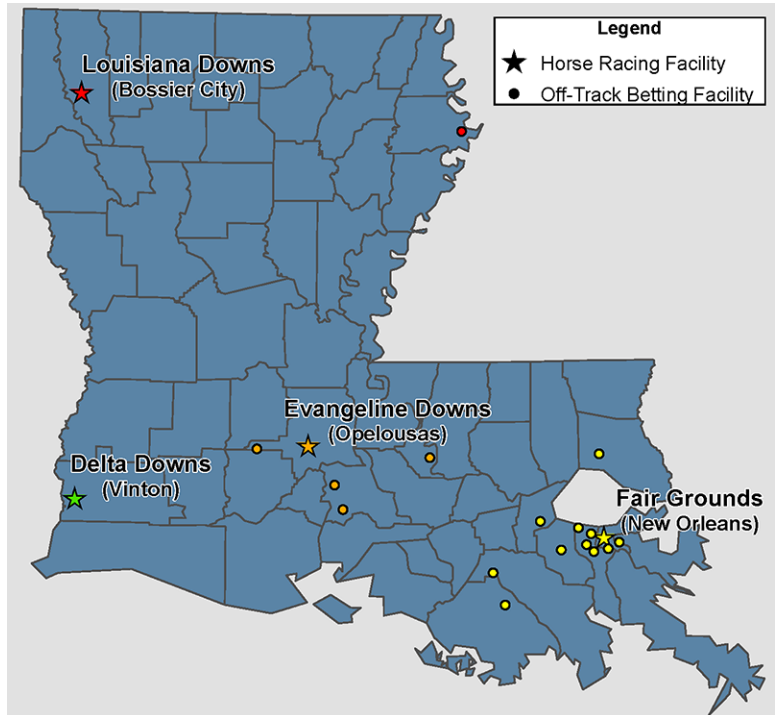 Legend
Horse Racing Facility
Off-Track Betting Facility
Louisiana Downs
(Bossier City)
Evangeline Downs
(Opelousas)
Delta Downs
(Vinton)
Fair Grounds
(New Orleans)